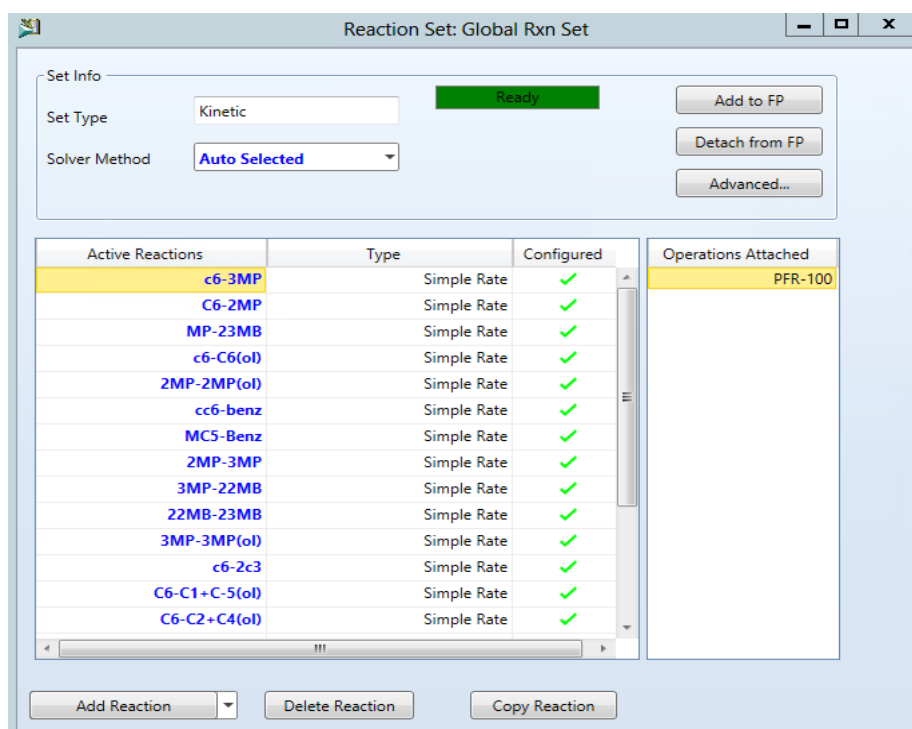 Reaction Set: Global Rxn Set
Set Info
Set Type Kinetic
Ready
Add to FP
Solver Method Auto Selected
Detach from FP
Advanced...
Active Reactions Type Configured Operations Attached
c6-3MP Simple Rate PFR-100
C6-2MP Simple Rate
MP-23MB Simple Rate
c6-C6(ol) Simple Rate
2MP-2MP(ol) Simple Rate
cc6-benz Simple Rate
MC5-Benz Simple Rate
2MP-3MP Simple Rate
3MP-22MB Simple Rate
22MB-23MB Simple Rate
3MP-3MP(ol) Simple Rate
c6-2c3 Simple Rate
C6-C1+C-5(ol) Simple Rate
C6-C2+C4(ol) Simple Rate
Add Reaction Delete Reaction Copy Reaction